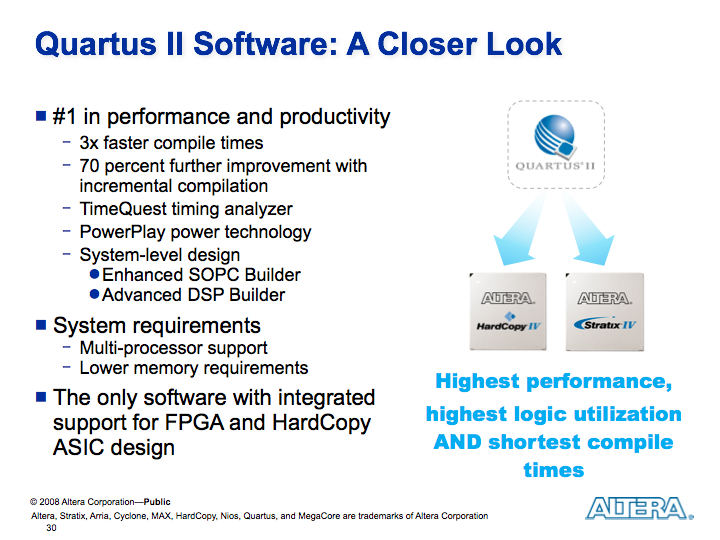 Quartus II Software: A Closer Look
#1 in performance and productivity
– 3x faster compile times
– 70 percent further improvement with
incremental compilation
– TimeQuest timing analyzer
– PowerPlay power technology
– System-level design
Enhanced SOPC Builder
Advanced DSP Builder
System requirements
– Multi-processor support
– Lower memory requirements
The only software with integrated
support for FPGA and HardCopy
ASIC design
QUARTUS® II
ALTERA.
HardCopy IV
ALTERA.
Stratix IV
Highest performance,
highest logic utilization
AND shortest compile
times
© 2008 Altera Corporation—Public
Altera, Stratix, Arria, Cyclone, MAX, HardCopy, Nios, Quartus, and MegaCore are trademarks of Altera Corporation
30
ALTERA®